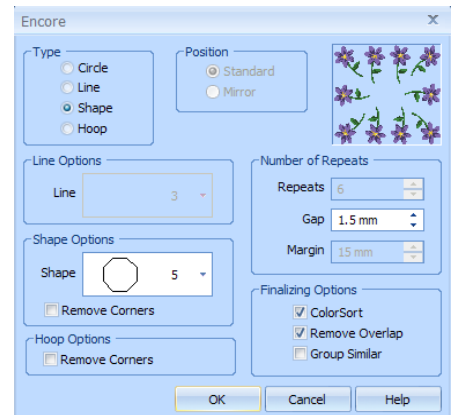 Encore x
Type
Circle
Line
Shape
Hoop
Position
Standard
Mirror
Line Options
Line 3
Shape Options
Shape 5
Remove Corners
Hoop Options
Remove Corners
Number of Repeats
Repeats 6
Gap 1.5 mm
Margin 15 mm
Finalizing Options
ColorSort
Remove Overlap
Group Similar
OK Cancel Help